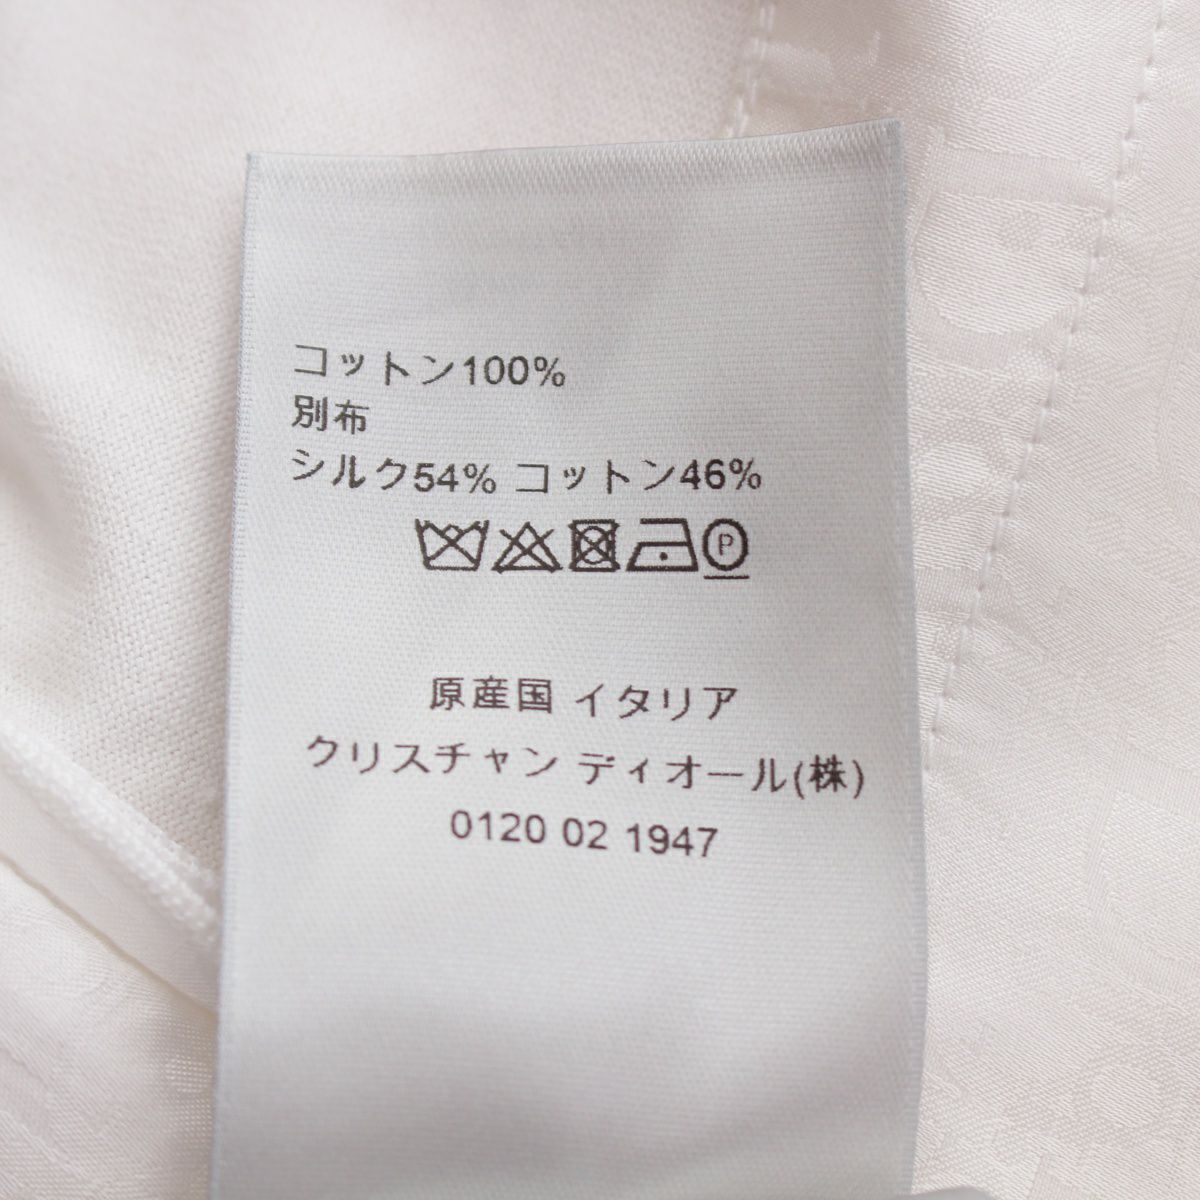 コットン100%
別布
シルク54% コットン46%
P
原産国 イタリア
クリスチャン ディオール(株)
0120 02 1947